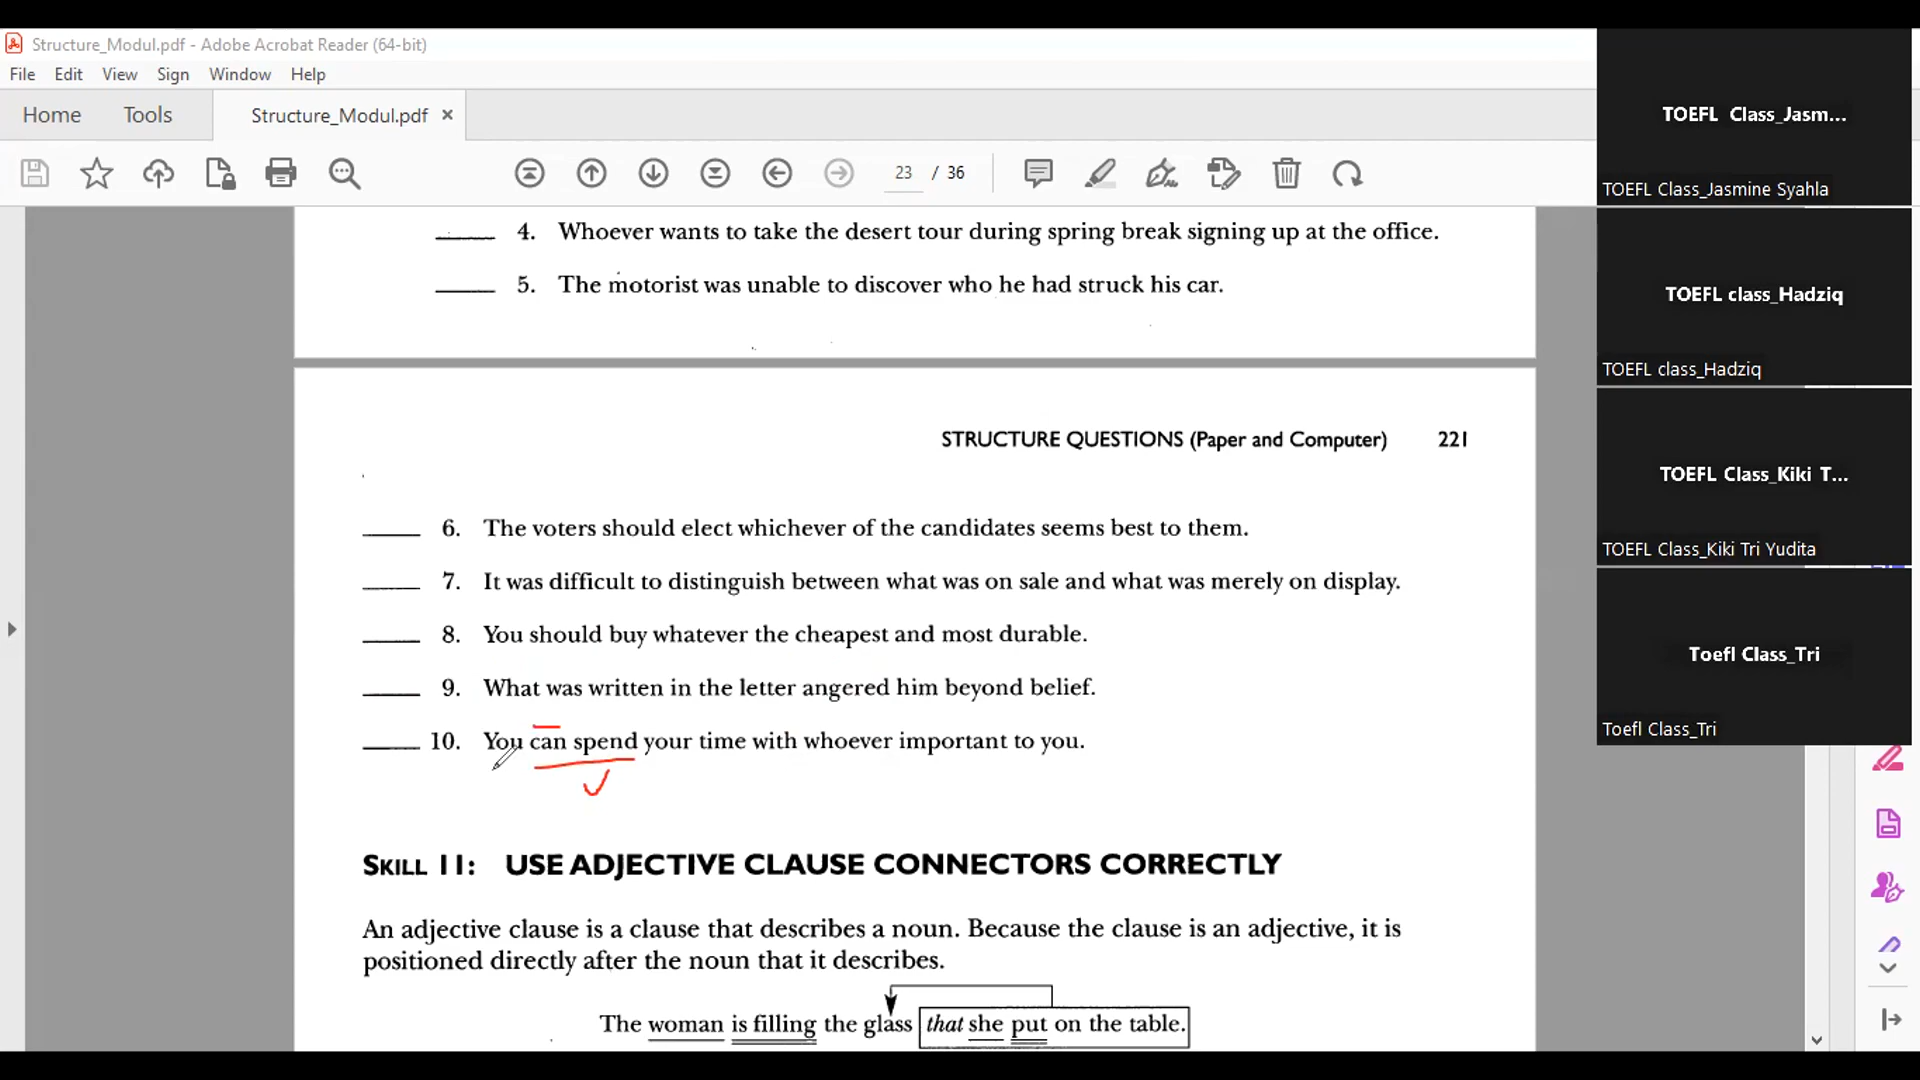 Structure_Modul.pdf - Adobe Acrobat Reader (64-bit)
File Edit View Sign Window Help
Home Tools Structure_Modul.pdf ×
23 / 36
4. Whoever wants to take the desert tour during spring break signing up at the office.
5. The motorist was unable to discover who he had struck his car.
STRUCTURE QUESTIONS (Paper and Computer) 221
6. The voters should elect whichever of the candidates seems best to them.
7. It was difficult to distinguish between what was on sale and what was merely on display.
8. You should buy whatever the cheapest and most durable.
9. What was written in the letter angered him beyond belief.
10. You can spend your time with whoever important to you.
SKILL 11: USE ADJECTIVE CLAUSE CONNECTORS CORRECTLY
An adjective clause is a clause that describes a noun. Because the clause is an adjective, it is
positioned directly after the noun that it describes.
The woman is filling the glass that she put on the table.
TOEFL Class_Jasm...
TOEFL Class_Jasmine Syahla
TOEFL class_Hadziq
TOEFL class_Hadziq
TOEFL Class_Kiki T...
TOEFL Class_Kiki Tri Yudita
Toefl Class_Tri
Toefl Class_Tri